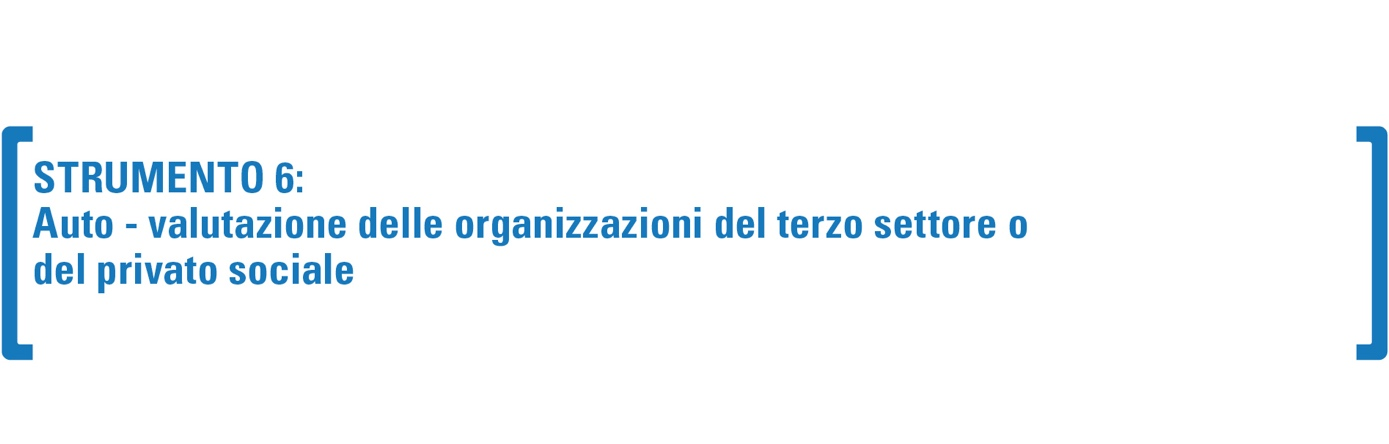 STRUMENTO 6:
Auto - valutazione delle organizzazioni del terzo settore o
del privato sociale